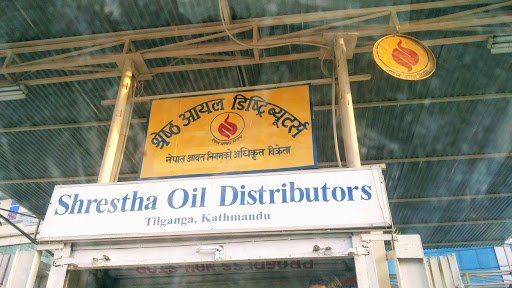 श्रेष्ठ आयल डिष्ट्रिब्यूटर्स
नेपाल आयल निगमको अधिकृत विक्रेता
Shrestha Oil Distributors
Tilganga, Kathmandu